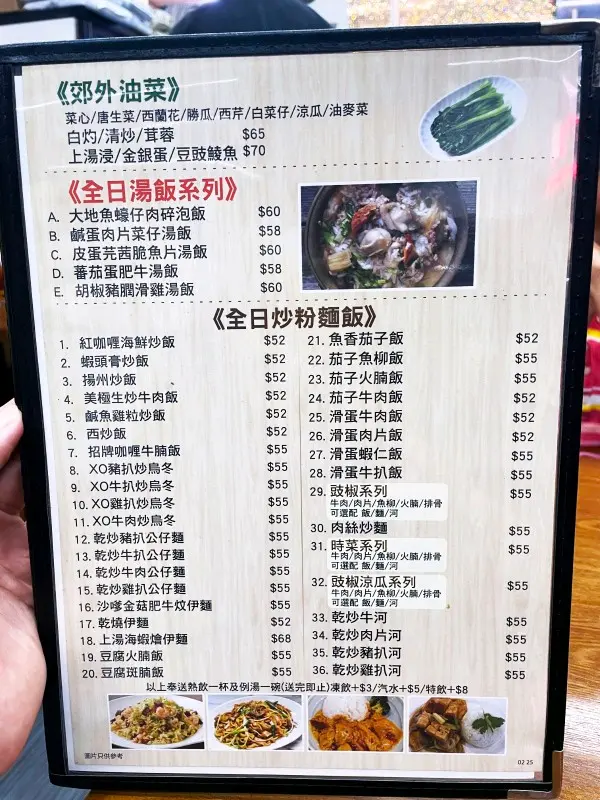 《郊外油菜》
菜心/唐生菜/西蘭花/勝瓜/西芹/白菜仔/涼瓜/油麥菜
白灼/清炒/茸蓉 $65
上湯浸/金銀蛋/豆豉鯪魚 $70
《全日湯飯系列》
A. 大地魚蠔仔肉碎泡飯 $60
B. 鹹蛋肉片菜仔湯飯 $58
C. 皮蛋芫茜脆魚片湯飯 $60
D. 蕃茄蛋肥牛湯飯 $58
E. 胡椒豬膶滑雞湯飯 $60
《全日炒粉麵飯》
1. 紅咖喱海鮮炒飯 $52
2. 蝦頭膏炒飯 $52
3. 揚州炒飯 $52
4. 美極生炒牛肉飯 $52
5. 鹹魚雞粒炒飯 $52
6. 西炒飯 $52
7. 招牌咖喱牛腩飯 $55
8. XO豬扒炒烏冬 $55
9. XO牛扒炒烏冬 $55
10. XO雞扒炒烏冬 $55
11. XO牛肉炒烏冬 $55
12. 乾炒豬扒公仔麵 $55
13. 乾炒牛扒公仔麵 $55
14. 乾炒牛肉公仔麵 $55
15. 乾炒雞扒公仔麵 $55
16. 沙嗲金菇肥牛炆伊麵 $55
17. 乾燒伊麵 $52
18. 上湯海蝦燴伊麵 $68
19. 豆腐火腩飯 $55
20. 豆腐斑腩飯 $55
21. 魚香茄子飯 $52
22. 茄子魚柳飯 $55
23. 茄子火腩飯 $55
24. 茄子牛肉飯 $52
25. 滑蛋牛肉飯 $52
26. 滑蛋肉片飯 $52
27. 滑蛋蝦仁飯 $55
28. 滑蛋牛扒飯 $55
29. 豉椒系列 $55
牛肉/肉片/魚柳/火腩/排骨
可選配 飯/麵/河
30. 肉絲炒麵 $55
31. 時菜系列 $55
牛肉/肉片/魚柳/火腩/排骨
可選配 飯/麵/河
32. 豉椒涼瓜系列 $55
牛肉/肉片/魚柳/火腩/排骨
可選配 飯/麵/河
33. 乾炒牛河 $55
34. 乾炒肉片河 $55
35. 乾炒豬扒河 $55
36. 乾炒雞扒河 $55
以上奉送熱飲一杯及例湯一碗(送完即止)凍飲+$3/汽水+$5/特飲+$8
圖片只供參考
02 25